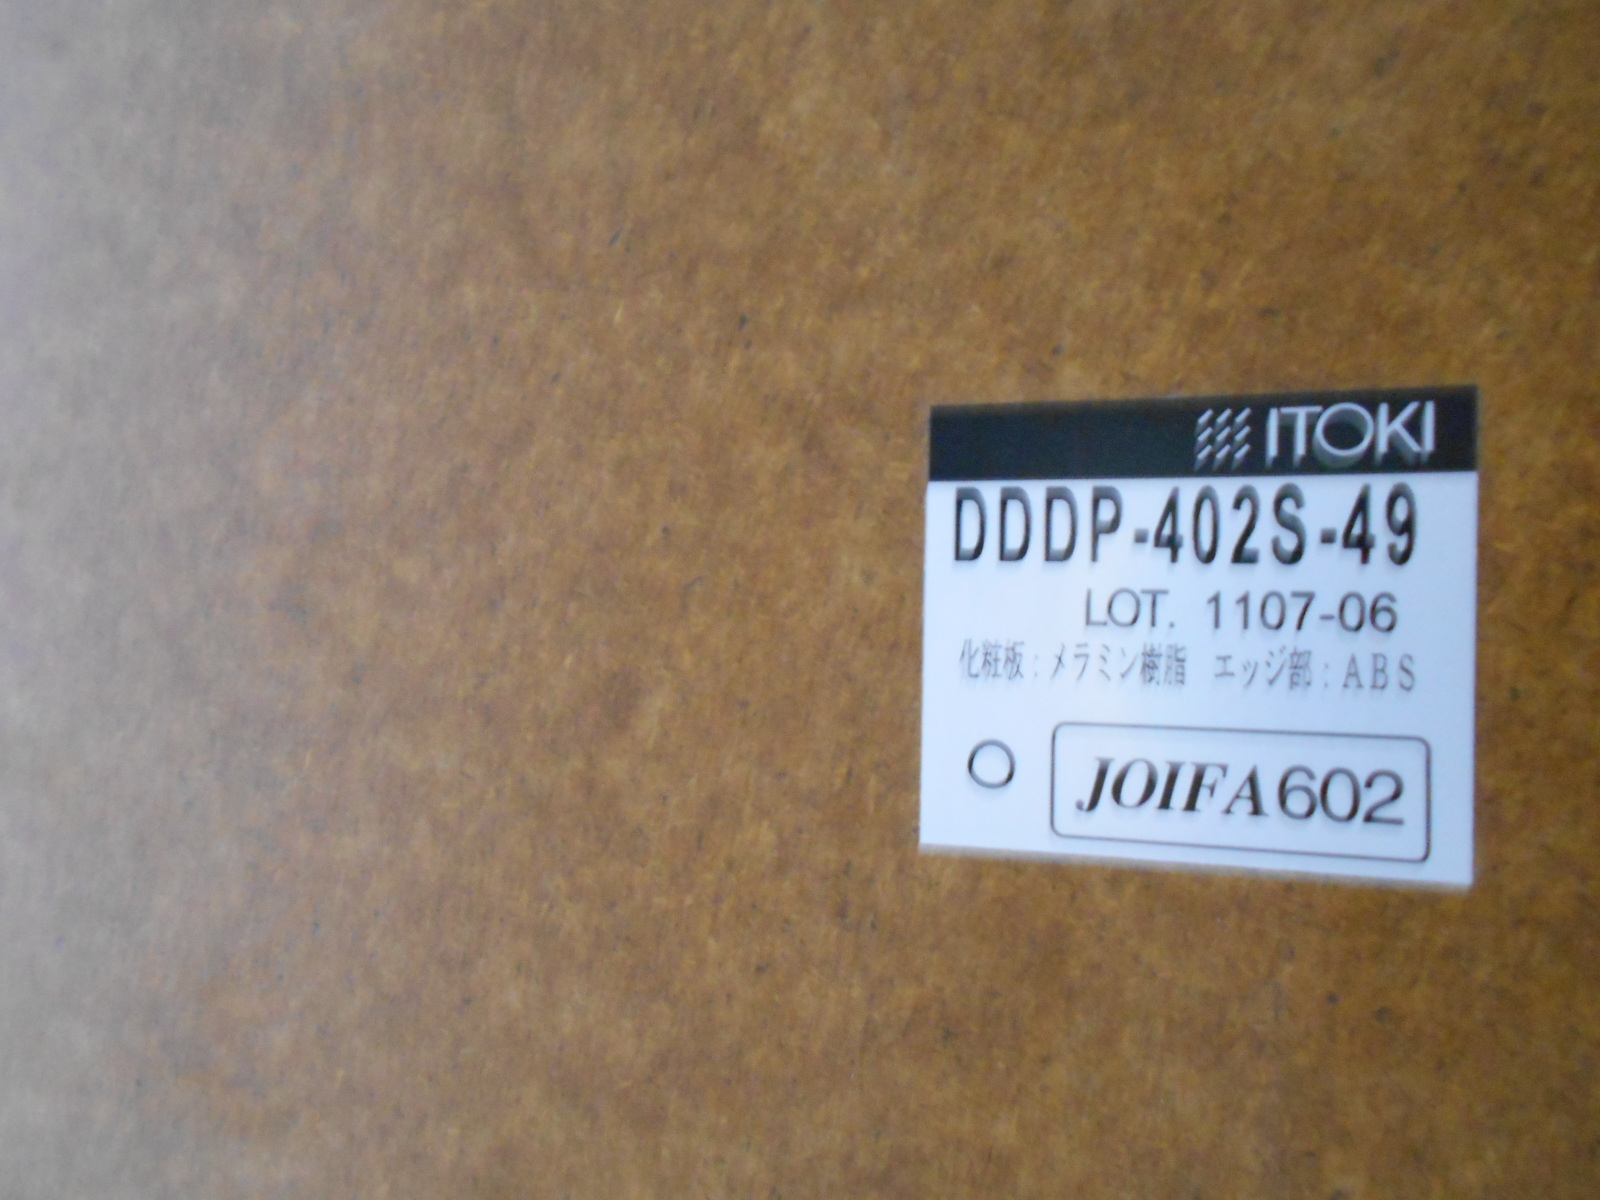 ITOKI
DDDP-402S-49
LOT. 1107-06
化粧板：メラミン樹脂　エッジ部：ABS
JOIFA602